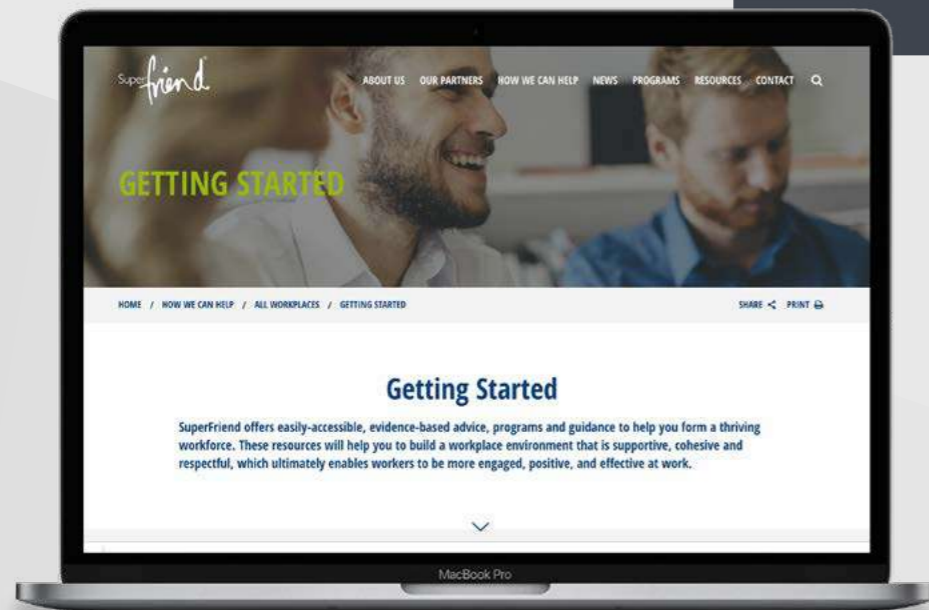 Superfriend
ABOUT US OUR PARTNERS HOW WE CAN HELP NEWS PROGRAMS RESOURCES CONTACT
GETTING STARTED
HOME / HOW WE CAN HELP / ALL WORKPLACES / GETTING STARTED SHARE PRINT
Getting Started
SuperFriend offers easily-accessible, evidence-based advice, programs and guidance to help you form a thriving
workforce. These resources will help you to build a workplace environment that is supportive, cohesive and
respectful, which ultimately enables workers to be more engaged, positive, and effective at work.
MacBook Pro